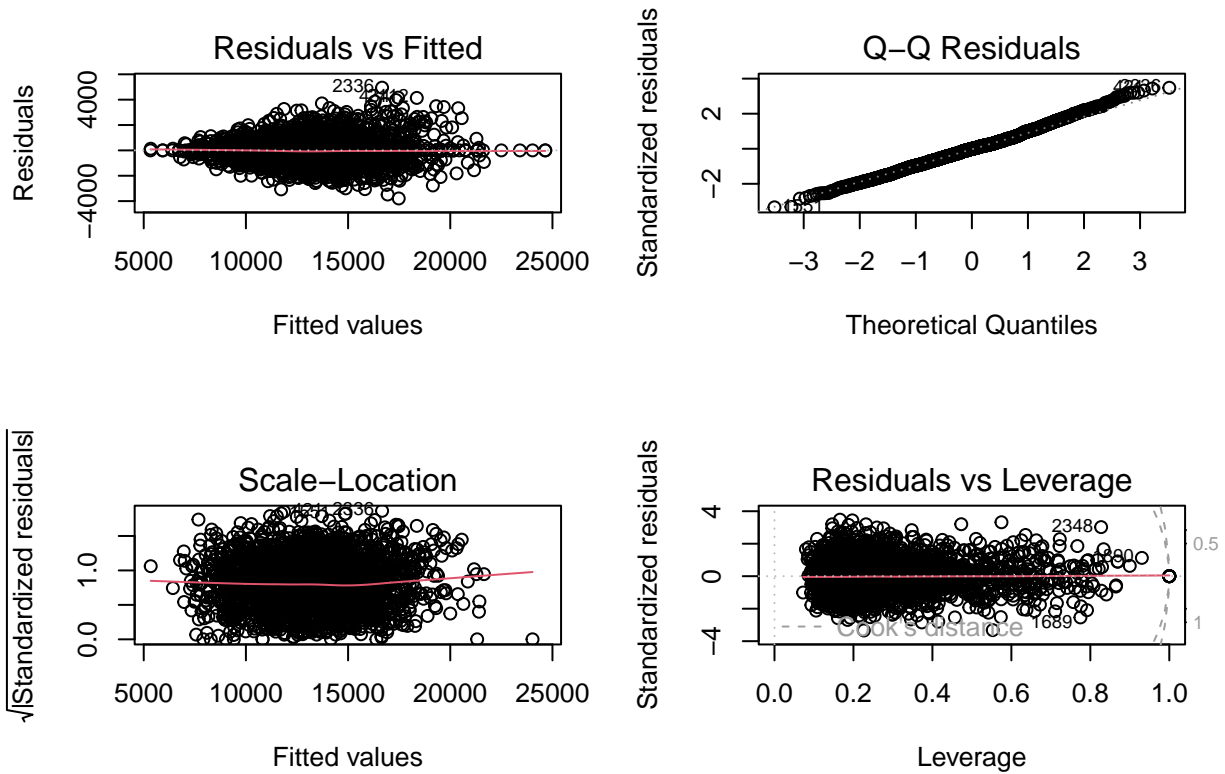 Residuals vs Fitted
Residuals
4000
−4000
2336
5000 10000 15000 20000 25000
Fitted values
Q−Q Residuals
Standardized residuals
2
−2
−3 −2 −1 0 1 2 3
Theoretical Quantiles
Scale−Location
√|Standardized residuals|
1.0
0.0
2336
5000 10000 15000 20000 25000
Fitted values
Residuals vs Leverage
Standardized residuals
4
0
−4
2348
1689
Cook's distance
0.5
1
0.0 0.2 0.4 0.6 0.8 1.0
Leverage